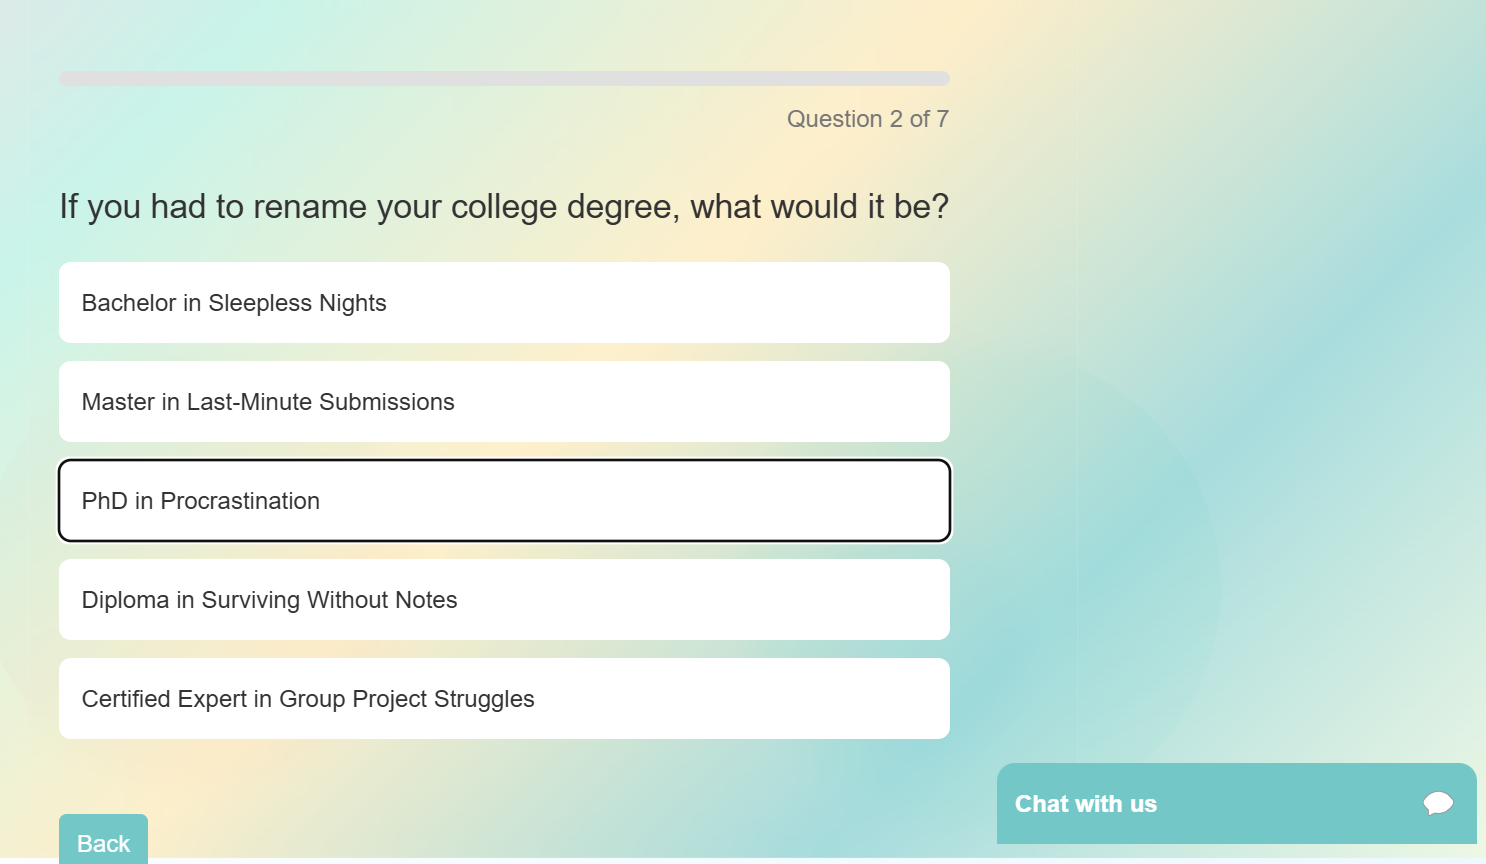 Question 2 of 7
If you had to rename your college degree, what would it be?
Bachelor in Sleepless Nights
Master in Last-Minute Submissions
PhD in Procrastination
Diploma in Surviving Without Notes
Certified Expert in Group Project Struggles
Chat with us
Back